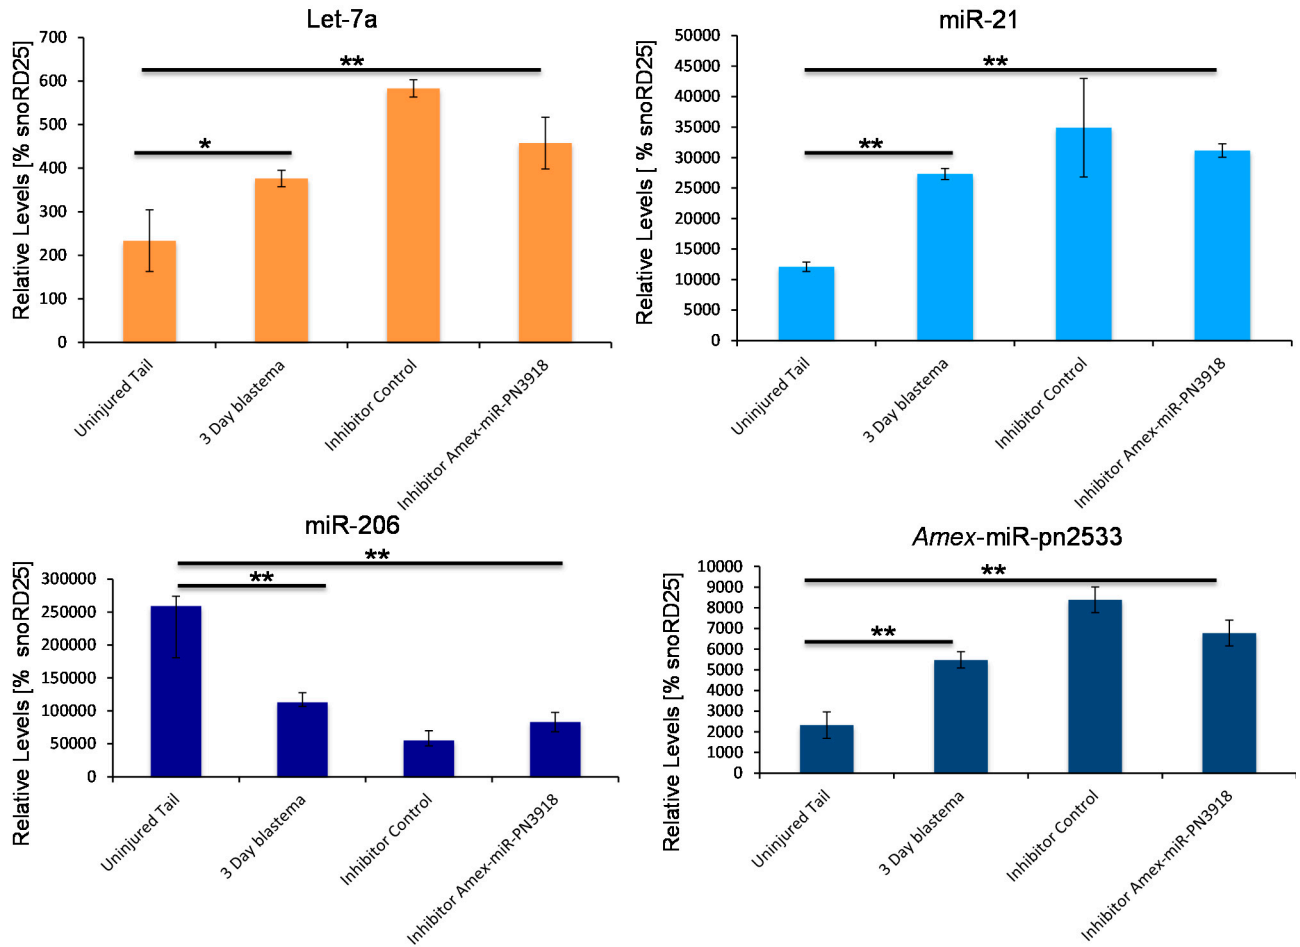 Let-7a
Relative Levels [% snoRD25]
700
600
500
400
300
200
100
0
**
*
Uninjured Tail
3 Day blastema
Inhibitor Control
Inhibitor Amex-miR-PN3918
miR-21
Relative Levels [ % snoRD25]
50000
45000
40000
35000
30000
25000
20000
15000
10000
5000
0
**
**
Uninjured Tail
3 Day blastema
Inhibitor Control
Inhibitor Amex-miR-PN3918
miR-206
Relative Levels [% snoRD25]
300000
250000
200000
150000
100000
50000
0
**
**
Uninjured Tail
3 Day blastema
Inhibitor Control
Inhibitor Amex-miR-PN3918
Amex-miR-pn2533
Relative Levels [% snoRD25]
10000
9000
8000
7000
6000
5000
4000
3000
2000
1000
0
**
**
Uninjured Tail
3 Day blastema
Inhibitor Control
Inhibitor Amex-miR-PN3918